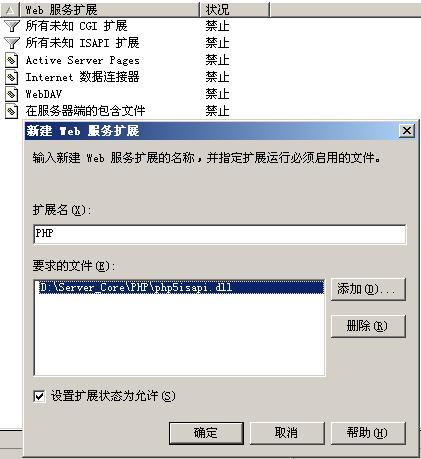 Web 服务扩展 状况
所有未知 CGI 扩展 禁止
所有未知 ISAPI 扩展 禁止
Active Server Pages 禁止
Internet 数据连接器 禁止
WebDAV 禁止
在服务器端的包含文件 禁止
新建 Web 服务扩展
输入新建 Web 服务扩展的名称，并指定扩展运行必须启用的文件。
扩展名(X):
PHP
要求的文件(E):
D:\Server_Core\PHP\php5isapi.dll
添加(D)...
删除(R)
设置扩展状态为允许(S)
确定 取消 帮助(H)